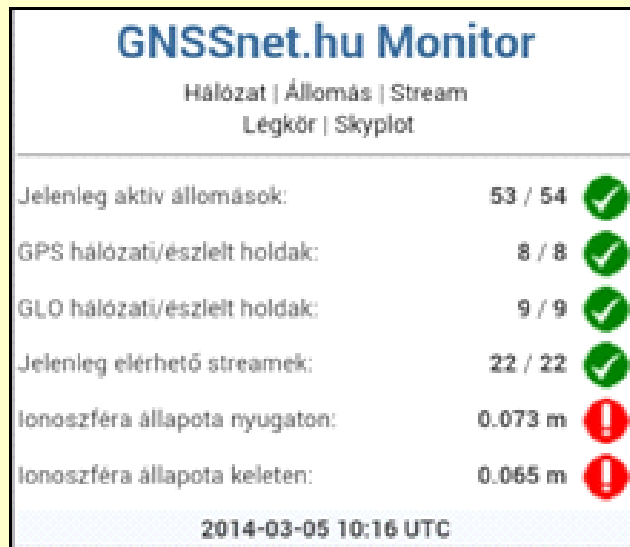 GNSSnet.hu Monitor
Hálózat | Állomás | Stream
Légkör | Skyplot
Jelenleg aktív állomások: 53 / 54
GPS hálózati/észlelt holdak: 8 / 8
GLO hálózati/észlelt holdak: 9 / 9
Jelenleg elérhető streamek: 22 / 22
Ionoszféra állapota nyugaton: 0.073 m
Ionoszféra állapota keleten: 0.065 m
2014-03-05 10:16 UTC